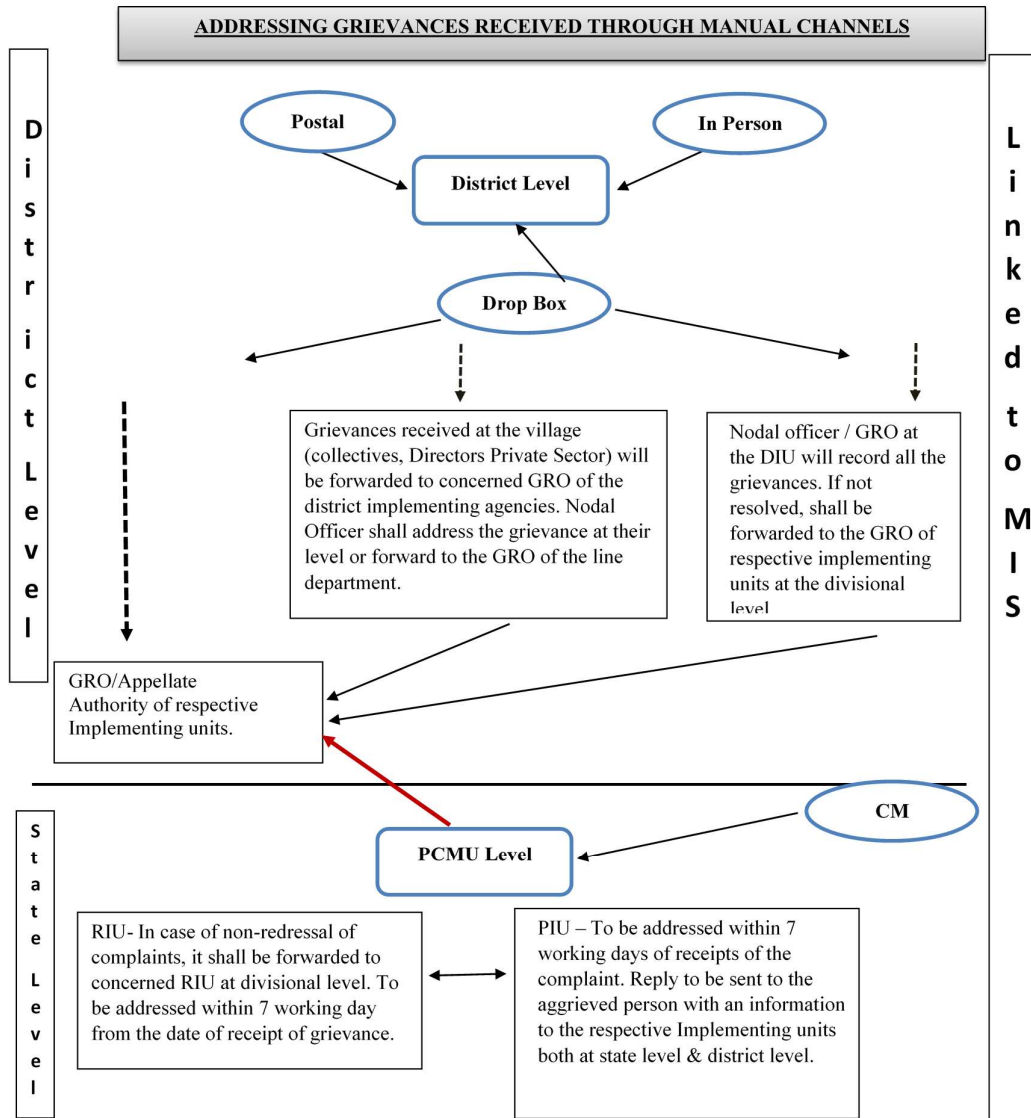 ADDRESSING GRIEVANCES RECEIVED THROUGH MANUAL CHANNELS
District Level
Linked to MIS
Postal
In Person
District Level
Drop Box
Grievances received at the village
(collectives, Directors Private Sector) will
be forwarded to concerned GRO of the
district implementing agencies. Nodal
Officer shall address the grievance at their
level or forward to the GRO of the line
department.
Nodal officer / GRO at
the DIU will record all the
grievances. If not
resolved, shall be
forwarded to the GRO of
respective implementing
units at the divisional
level
GRO/Appellate
Authority of respective
Implementing units.
State Level
CM
PCMU Level
RIU- In case of non-redressal of
complaints, it shall be forwarded to
concerned RIU at divisional level. To
be addressed within 7 working day
from the date of receipt of grievance.
PIU – To be addressed within 7
working days of receipts of the
complaint. Reply to be sent to the
aggrieved person with an information
to the respective Implementing units
both at state level & district level.